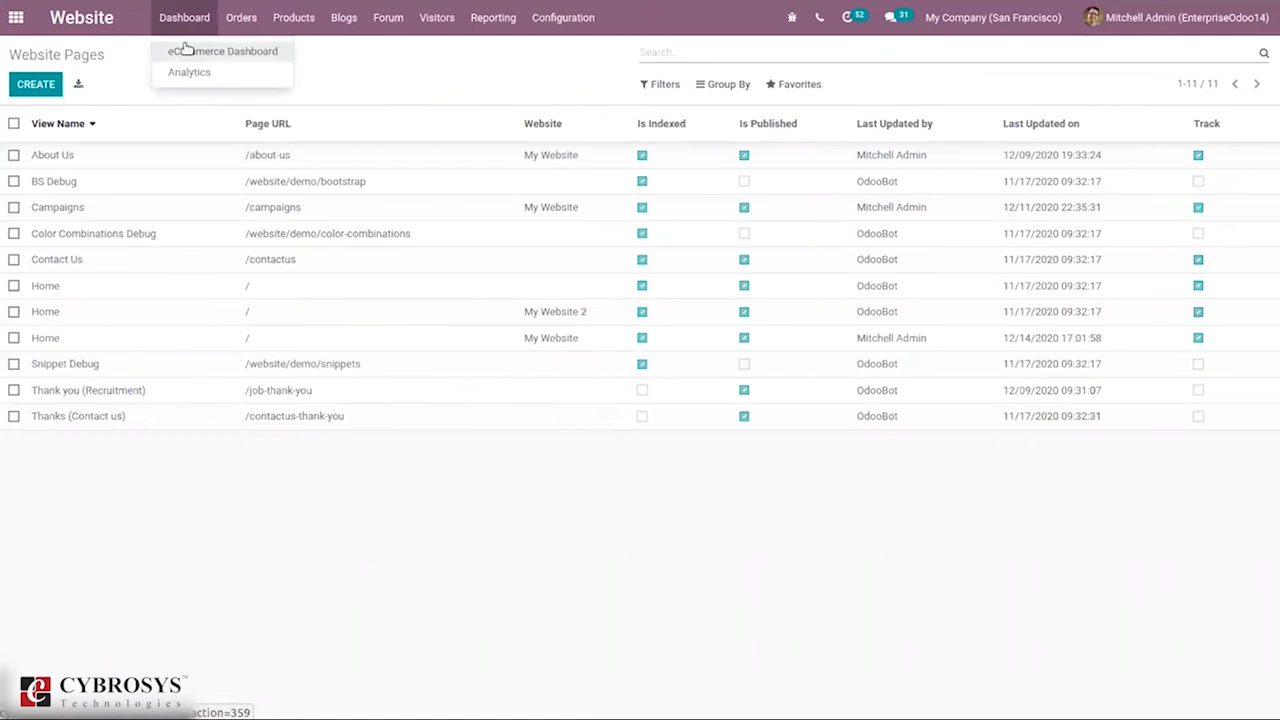 Website Dashboard Orders Products Blogs Forum Visitors Reporting Configuration 52 31 My Company (San Francisco) Mitchell Admin (EnterpriseOdoo14)
Website Pages eCommerce Dashboard Search...
Analytics
CREATE Filters Group By Favorites 1-11 / 11
View Name Page URL Website Is Indexed Is Published Last Updated by Last Updated on Track
About Us /about-us My Website Mitchell Admin 12/09/2020 19:33:24
BS Debug /website/demo/bootstrap OdooBot 11/17/2020 09:32:17
Campaigns /campaigns My Website Mitchell Admin 12/11/2020 22:35:31
Color Combinations Debug /website/demo/color-combinations OdooBot 11/17/2020 09:32:17
Contact Us /contactus OdooBot 11/17/2020 09:32:17
Home / OdooBot 11/17/2020 09:32:17
Home / My Website 2 OdooBot 11/17/2020 09:32:17
Home / My Website Mitchell Admin 12/14/2020 17:01:58
Snippet Debug /website/demo/snippets OdooBot 11/17/2020 09:32:17
Thank you (Recruitment) /job-thank-you OdooBot 12/09/2020 09:31:07
Thanks (Contact us) /contactus-thank-you OdooBot 11/17/2020 09:32:31
CYBROSYS™
Technologies
action=359